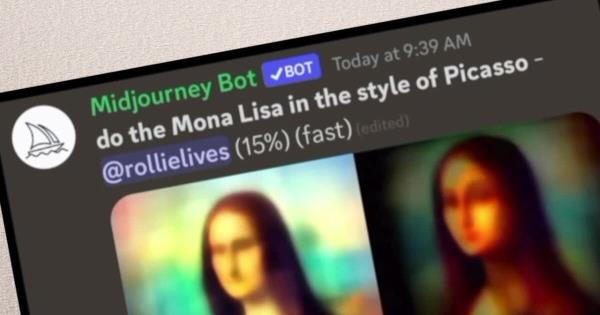 Midjourney Bot ✓BOT Today at 9:39 AM
do the Mona Lisa in the style of Picasso –
@rollielives (15%) (fast) (edited)